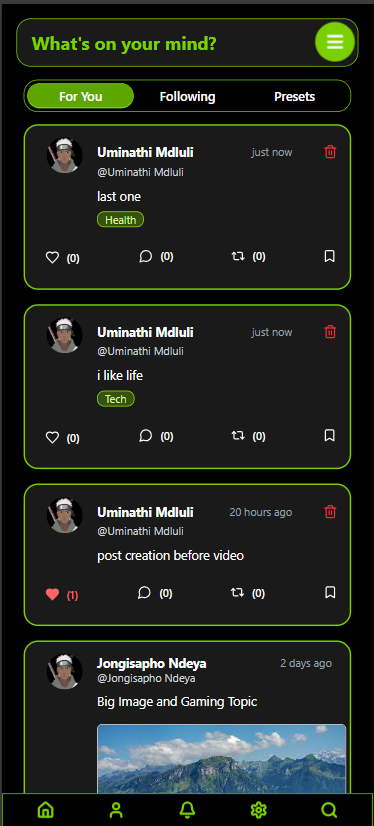 What's on your mind?
For You Following Presets
Uminathi Mdluli just now
@Uminathi Mdluli
last one
Health
(0) (0) (0)
Uminathi Mdluli just now
@Uminathi Mdluli
i like life
Tech
(0) (0) (0)
Uminathi Mdluli 20 hours ago
@Uminathi Mdluli
post creation before video
(1) (0) (0)
Jongisapho Ndeya 2 days ago
@Jongisapho Ndeya
Big Image and Gaming Topic